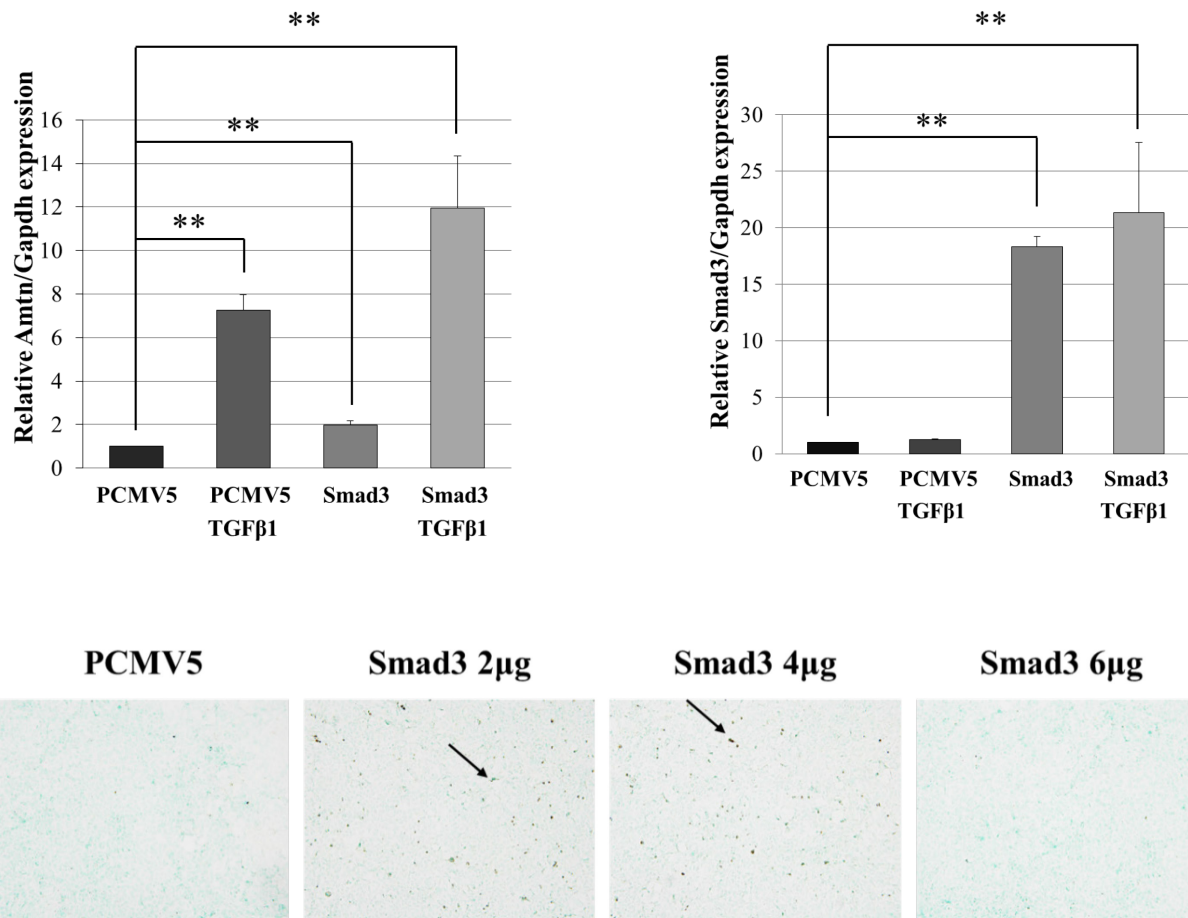 **
**
**
Relative Amtn/Gapdh expression
16
14
12
10
8
6
4
2
0
PCMV5
PCMV5
TGFβ1
Smad3
Smad3
TGFβ1
**
**
Relative Smad3/Gapdh expression
30
25
20
15
10
5
0
PCMV5
PCMV5
TGFβ1
Smad3
Smad3
TGFβ1
PCMV5
Smad3 2μg
Smad3 4μg
Smad3 6μg